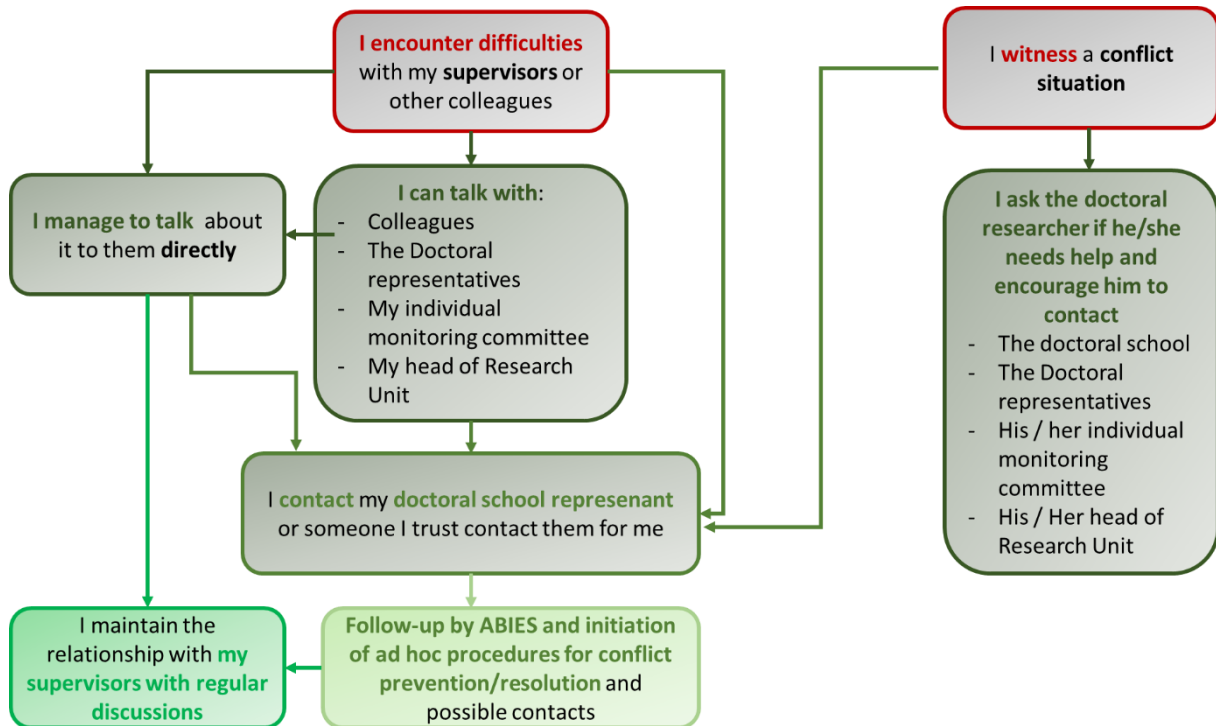 I encounter difficulties
with my supervisors or
other colleagues
I witness a conflict
situation
I manage to talk about
it to them directly
I can talk with:
- Colleagues
- The Doctoral
representatives
- My individual
monitoring committee
- My head of Research
Unit
I ask the doctoral
researcher if he/she
needs help and
encourage him to
contact
- The doctoral school
- The Doctoral
representatives
- His / her individual
monitoring
committee
- His / Her head of
Research Unit
I contact my doctoral school represenant
or someone I trust contact them for me
I maintain the
relationship with my
supervisors with regular
discussions
Follow-up by ABIES and initiation
of ad hoc procedures for conflict
prevention/resolution and
possible contacts